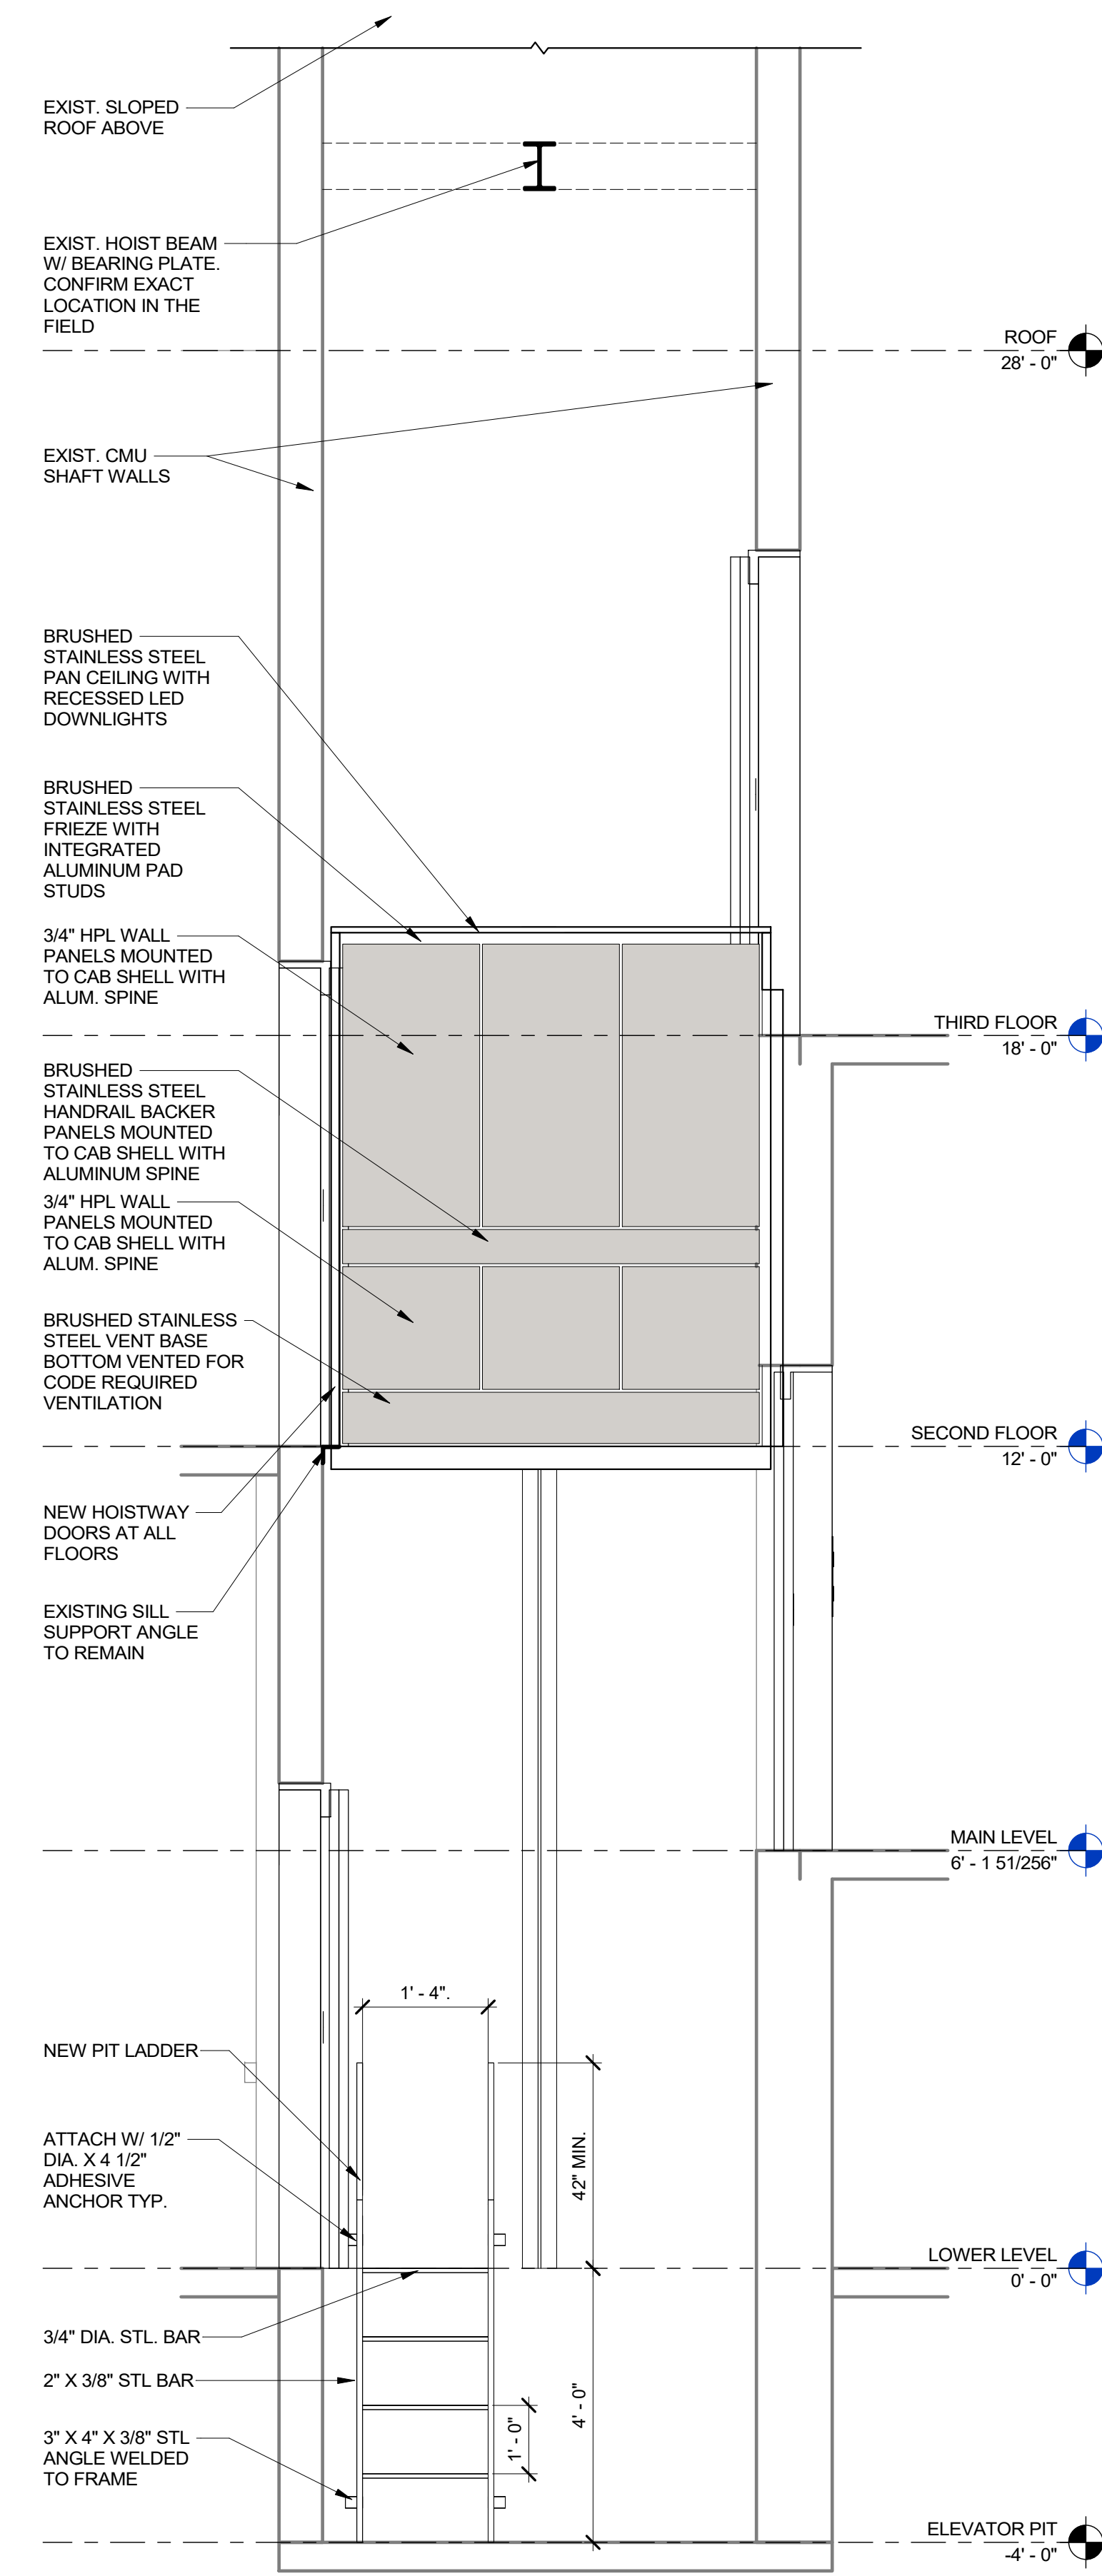 EXIST. SLOPED
ROOF ABOVE
EXIST. HOIST BEAM
W/ BEARING PLATE.
CONFIRM EXACT
LOCATION IN THE
FIELD
ROOF
28' - 0"
EXIST. CMU
SHAFT WALLS
BRUSHED
STAINLESS STEEL
PAN CEILING WITH
RECESSED LED
DOWNLIGHTS
BRUSHED
STAINLESS STEEL
FRIEZE WITH
INTEGRATED
ALUMINUM PAD
STUDS
3/4" HPL WALL
PANELS MOUNTED
TO CAB SHELL WITH
ALUM. SPINE
THIRD FLOOR
18' - 0"
BRUSHED
STAINLESS STEEL
HANDRAIL BACKER
PANELS MOUNTED
TO CAB SHELL WITH
ALUMINUM SPINE
3/4" HPL WALL
PANELS MOUNTED
TO CAB SHELL WITH
ALUM. SPINE
BRUSHED STAINLESS
STEEL VENT BASE
BOTTOM VENTED FOR
CODE REQUIRED
VENTILATION
SECOND FLOOR
12' - 0"
NEW HOISTWAY
DOORS AT ALL
FLOORS
EXISTING SILL
SUPPORT ANGLE
TO REMAIN
MAIN LEVEL
6' - 1 51/256"
1' - 4".
NEW PIT LADDER
ATTACH W/ 1/2"
DIA. X 4 1/2"
ADHESIVE
ANCHOR TYP.
42" MIN.
LOWER LEVEL
0' - 0"
3/4" DIA. STL. BAR
2" X 3/8" STL BAR
3" X 4" X 3/8" STL
ANGLE WELDED
TO FRAME
1' - 0"
4' - 0"
ELEVATOR PIT
-4' - 0"